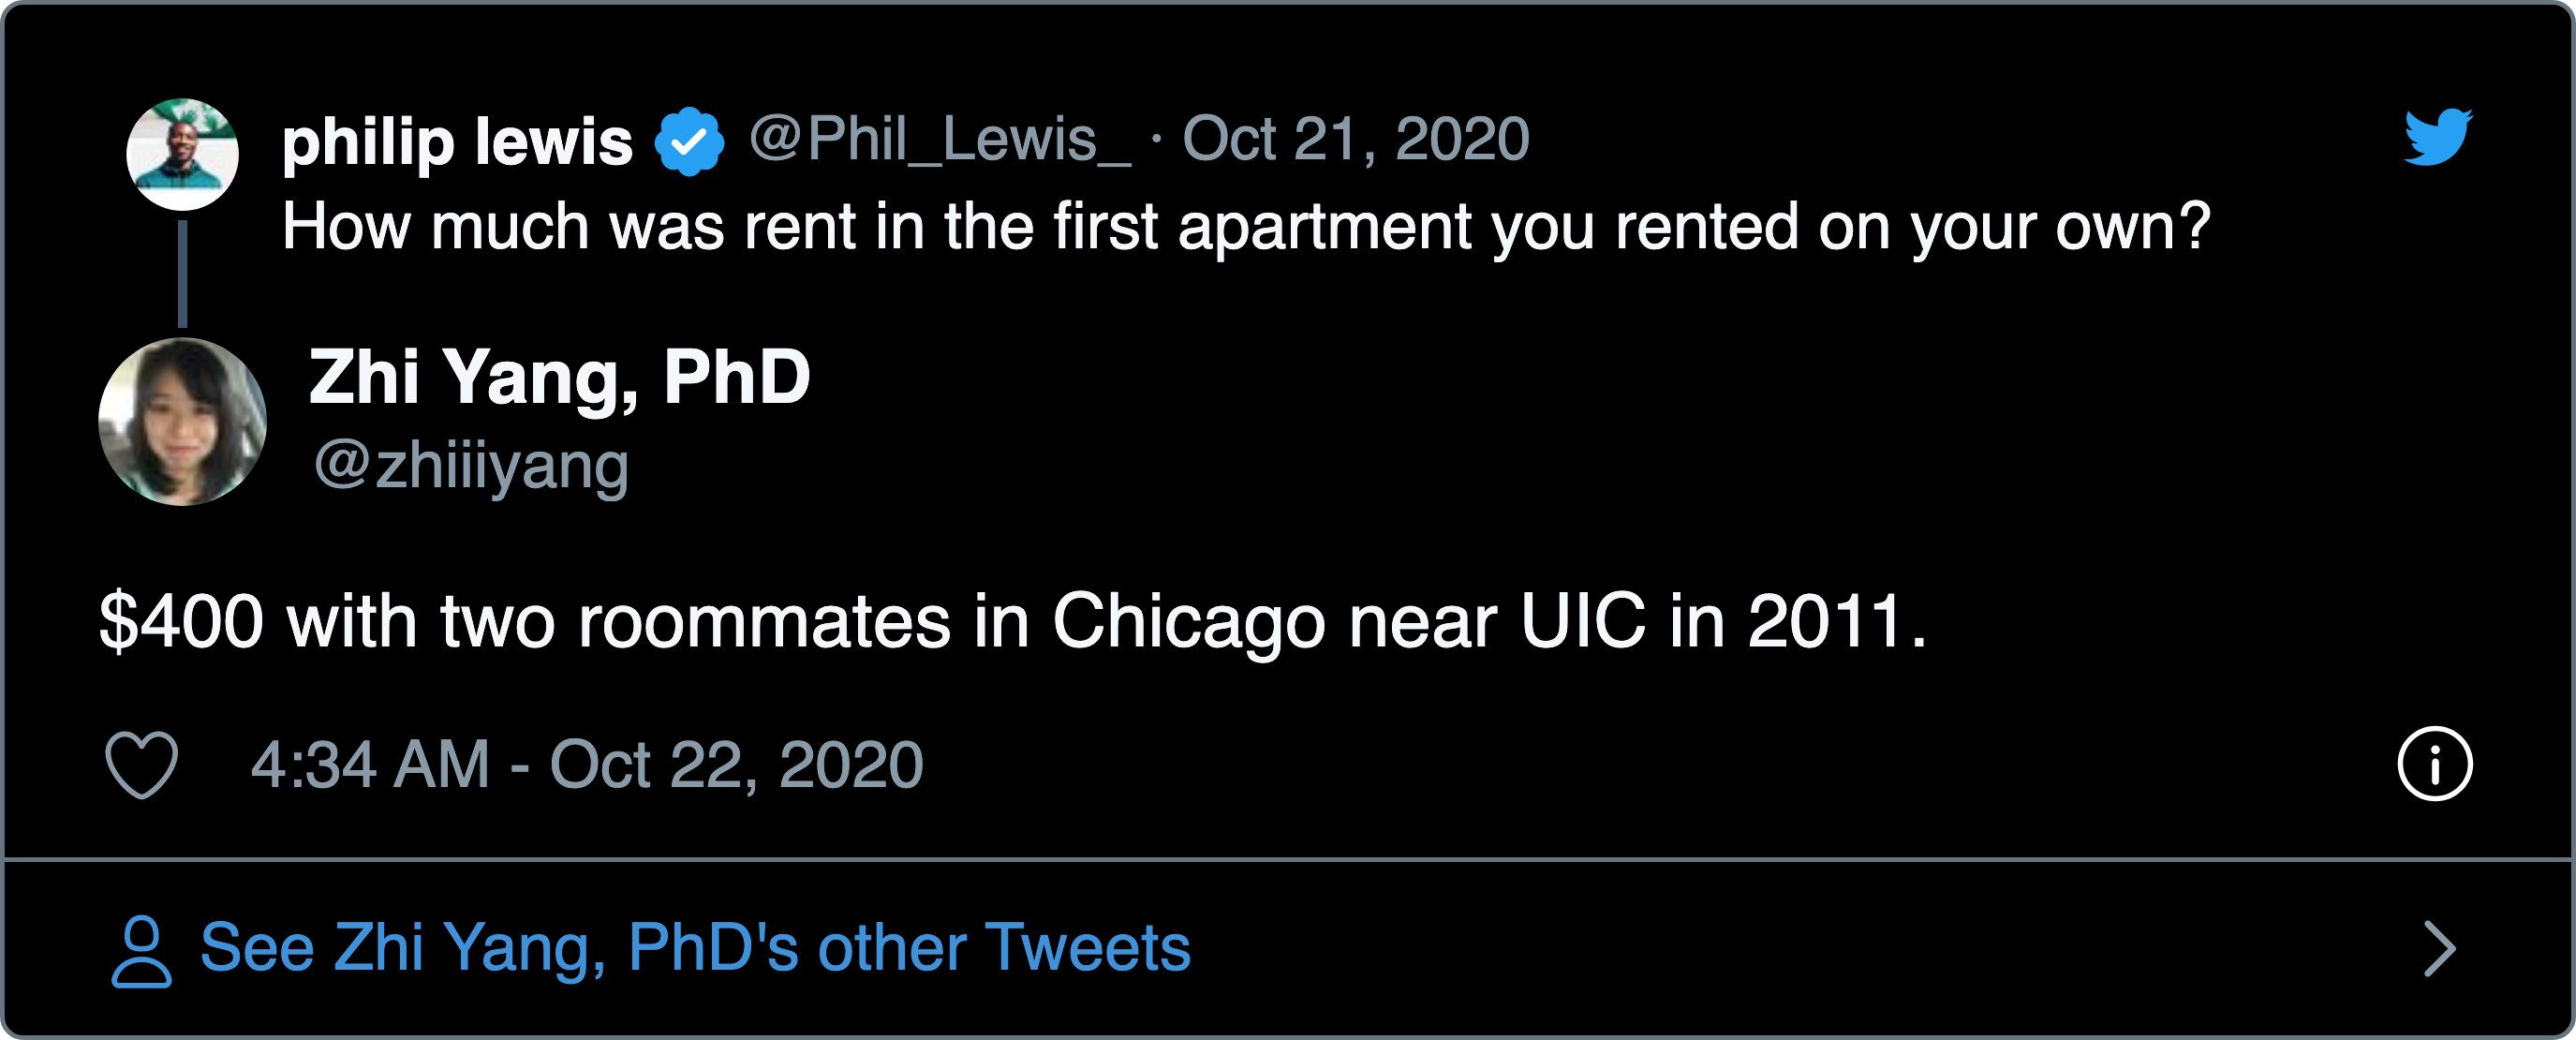 philip lewis @Phil_Lewis_ · Oct 21, 2020
How much was rent in the first apartment you rented on your own?
Zhi Yang, PhD
@zhiiiyang
$400 with two roommates in Chicago near UIC in 2011.
4:34 AM - Oct 22, 2020
See Zhi Yang, PhD's other Tweets